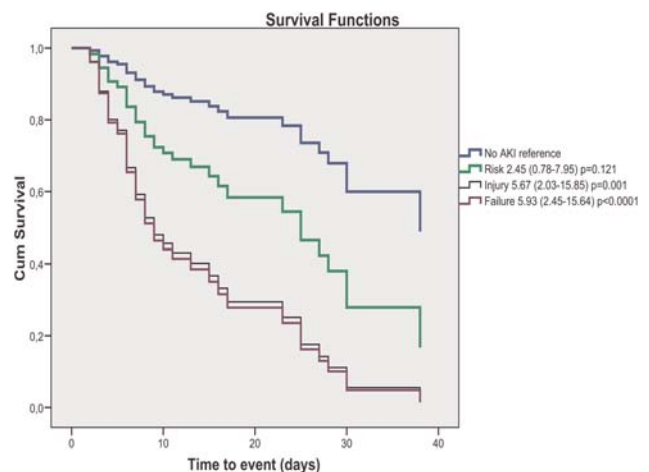 Survival Functions
1,0
0,8
0,6
0,4
0,2
0,0
Cum Survival
0
10
20
30
40
Time to event (days)
No AKI reference
Risk 2.45 (0.78-7.95) p=0.121
Injury 5.67 (2.03-15.85) p=0.001
Failure 5.93 (2.45-15.64) p<0.0001